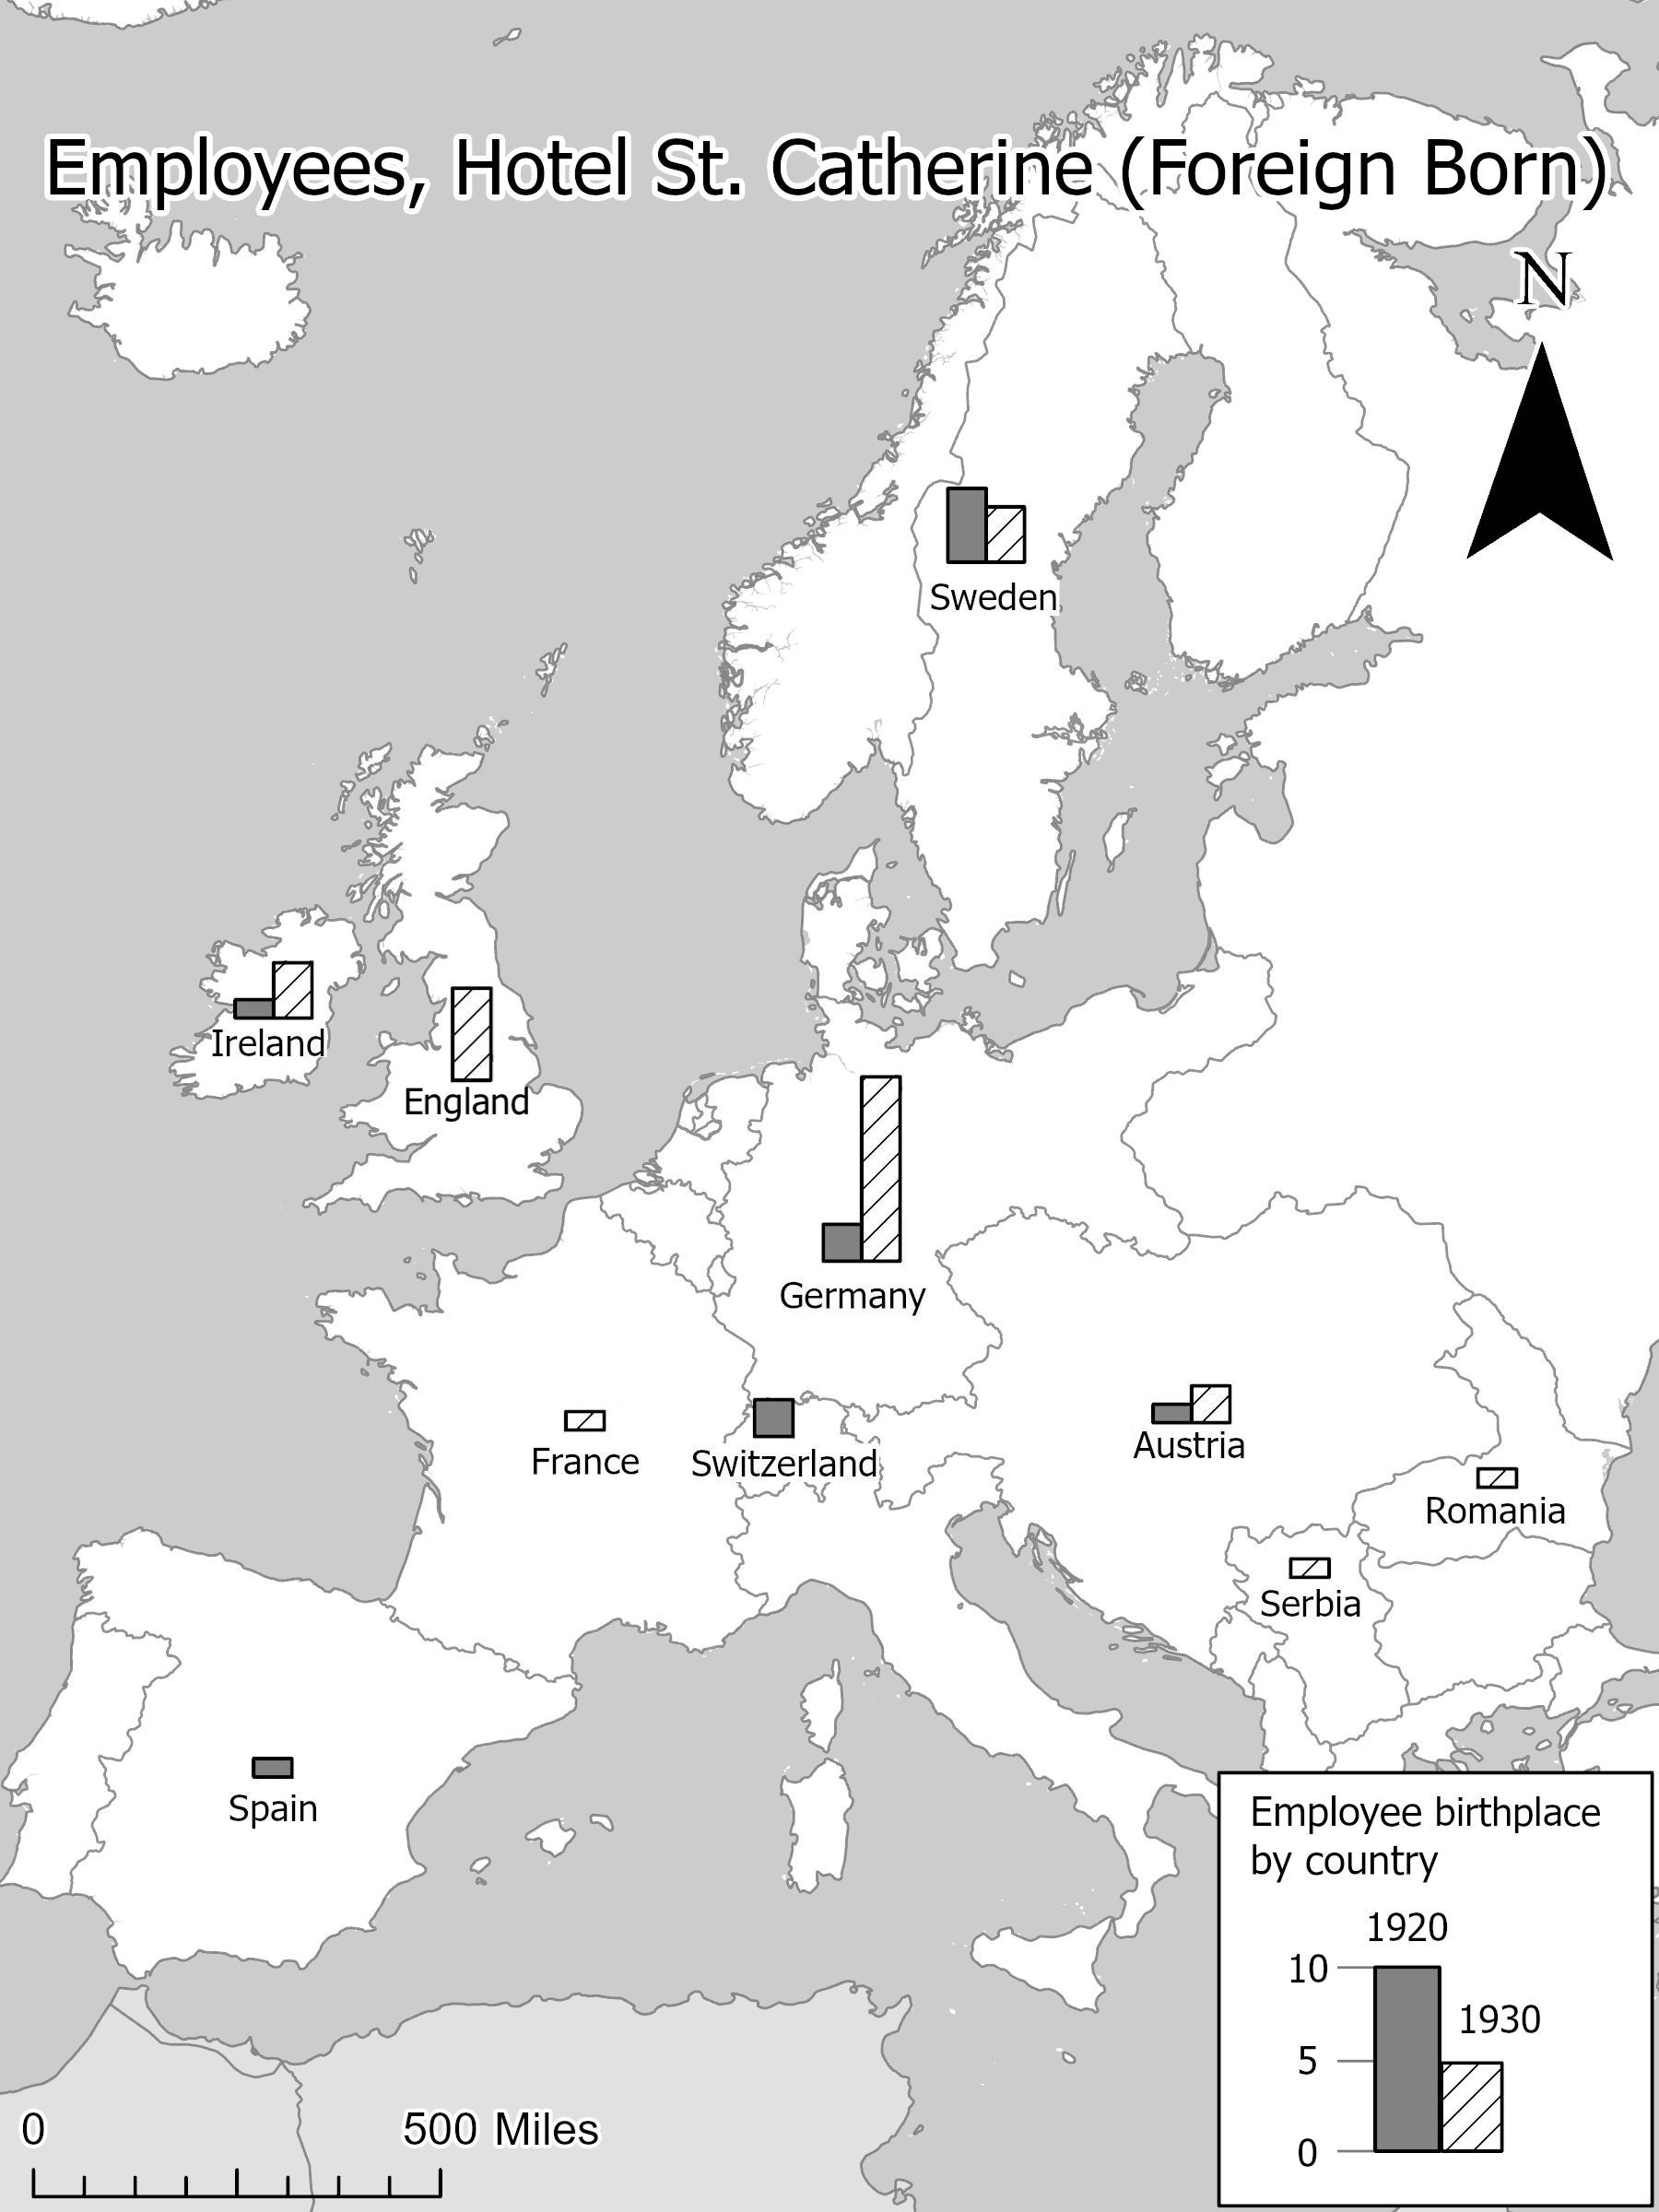 Employees, Hotel St. Catherine (Foreign Born)
N
Sweden
Ireland
England
Germany
France
Switzerland
Austria
Romania
Serbia
Spain
Employee birthplace
by country
1920
10
1930
5
0
0
500 Miles